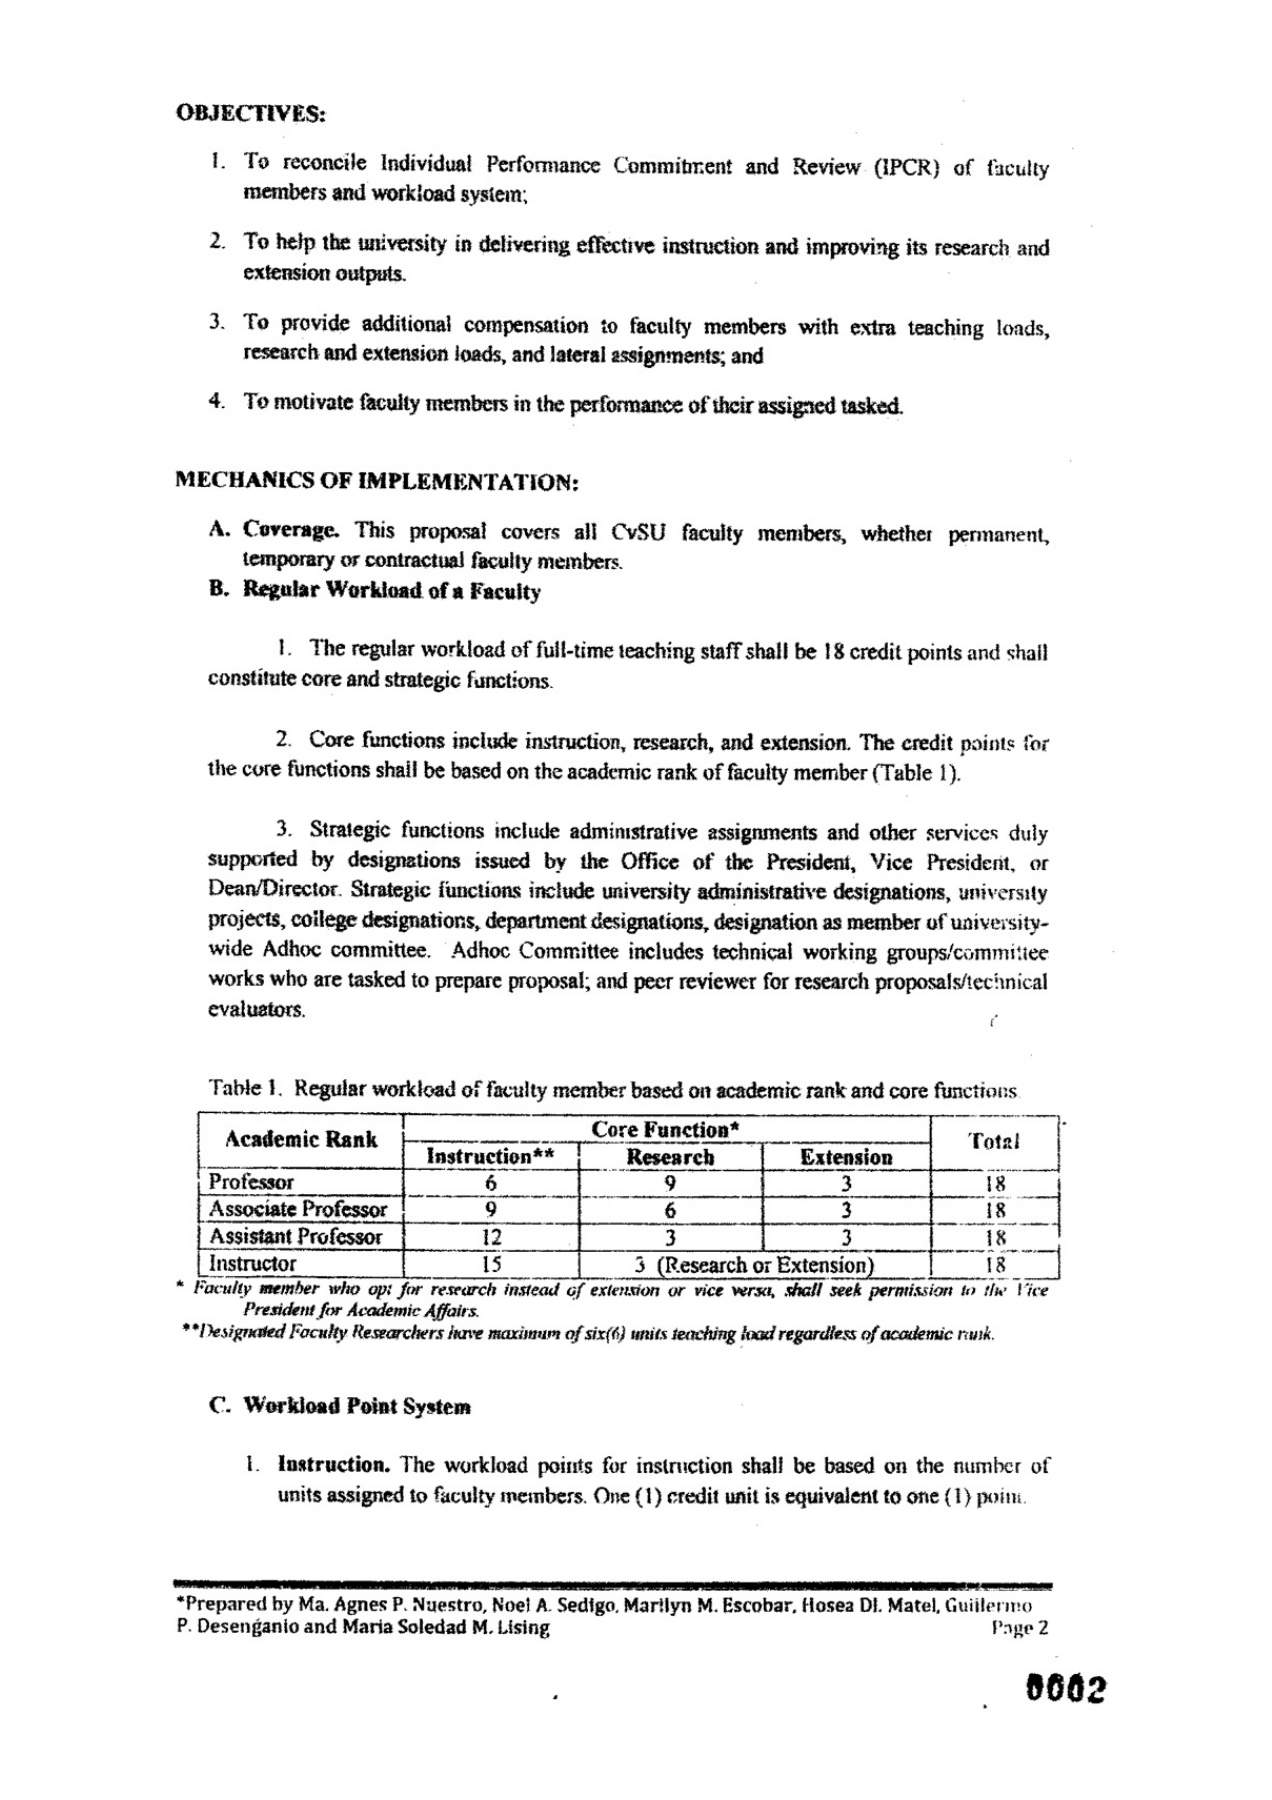 OBJECTIVES:
1. To reconcile Individual Performance Commitment and Review (IPCR) of faculty
members and workload system;
2. To help the university in delivering effective instruction and improving its research and
extension outputs.
3. To provide additional compensation to faculty members with extra teaching loads,
research and extension loads, and lateral assignments; and
4. To motivate faculty members in the performance of their assigned tasked.
MECHANICS OF IMPLEMENTATION:
A. Coverage. This proposal covers all CvSU faculty members, whether permanent,
temporary or contractual faculty members.
B. Regular Workload of a Faculty
1. The regular workload of full-time teaching staff shall be 18 credit points and shall
constitute core and strategic functions.
2. Core functions include instruction, research, and extension. The credit points for
the core functions shall be based on the academic rank of faculty member (Table 1).
3. Strategic functions include administrative assignments and other services duly
supported by designations issued by the Office of the President, Vice President, or
Dean/Director. Strategic functions include university administrative designations, university
projects, college designations, department designations, designation as member of university-
wide Adhoc committee. Adhoc Committee includes technical working groups/committee
works who are tasked to prepare proposal; and peer reviewer for research proposals/technical
evaluators.
Table 1. Regular workload of faculty member based on academic rank and core functions
Academic Rank Core Function* Total
Instruction** Research Extension
Professor 6 9 3 18
Associate Professor 9 6 3 18
Assistant Professor 12 3 3 18
Instructor 15 3 (Research or Extension) 18
* Faculty member who opt for research instead of extension or vice versa, shall seek permission to the Vice
President for Academic Affairs.
**Designated Faculty Researchers have maximum of six(6) units teaching load regardless of academic rank.
C. Workload Point System
1. Instruction. The workload points for instruction shall be based on the number of
units assigned to faculty members. One (1) credit unit is equivalent to one (1) point.
*Prepared by Ma. Agnes P. Nuestro, Noel A. Sedigo, Marilyn M. Escobar, Hosea Dl. Matel, Guillermo
P. Desengañio and Maria Soledad M. Lising Page 2
0002